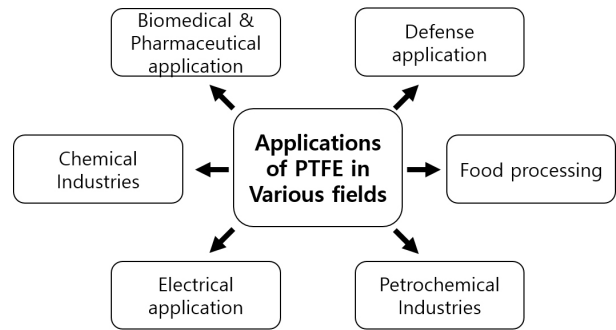 Biomedical &
Pharmaceutical
application
Defense
application
Applications
of PTFE in
Various fields
Chemical
Industries
Food processing
Electrical
application
Petrochemical
Industries